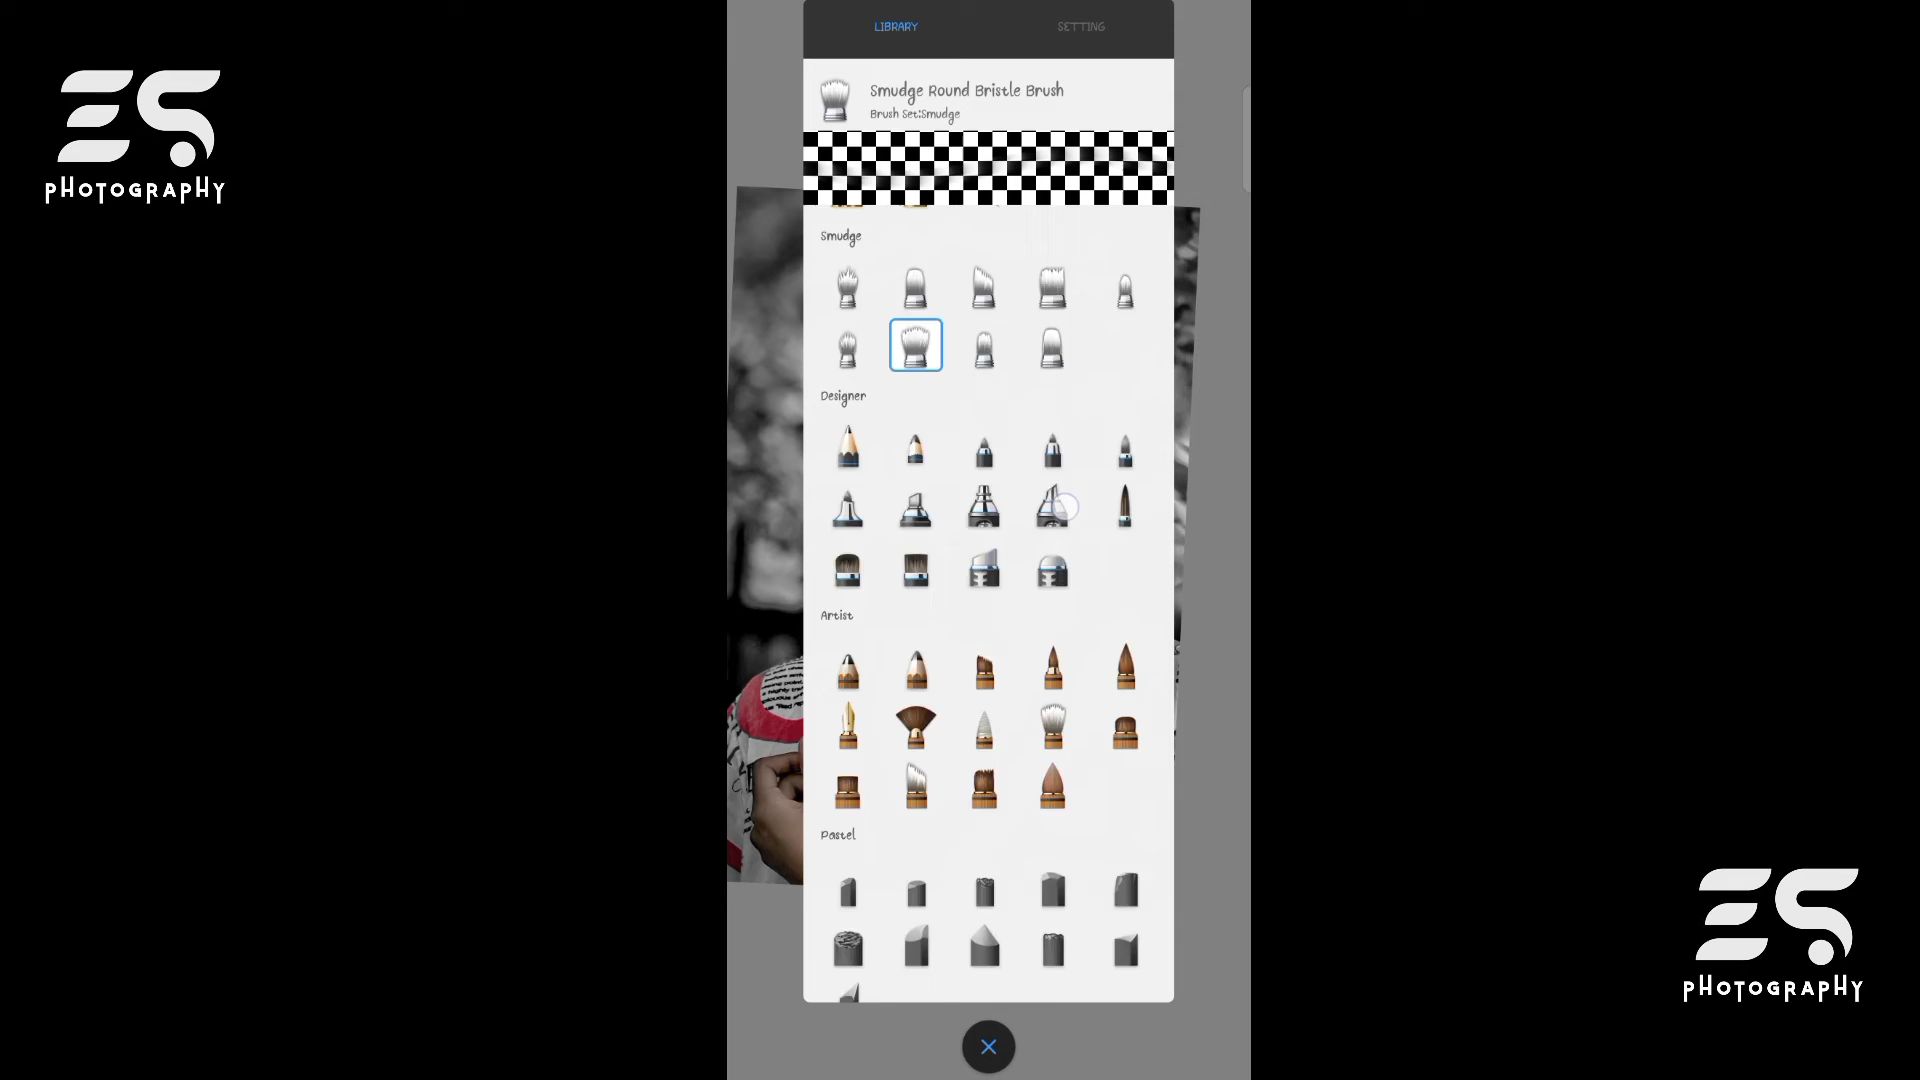 ES
PHOTOGRAPHY
LIBRARY
SETTING
Smudge Round Bristle Brush
Brush Set:Smudge
Smudge
Designer
Artist
Pastel
ES
PHOTOGRAPHY